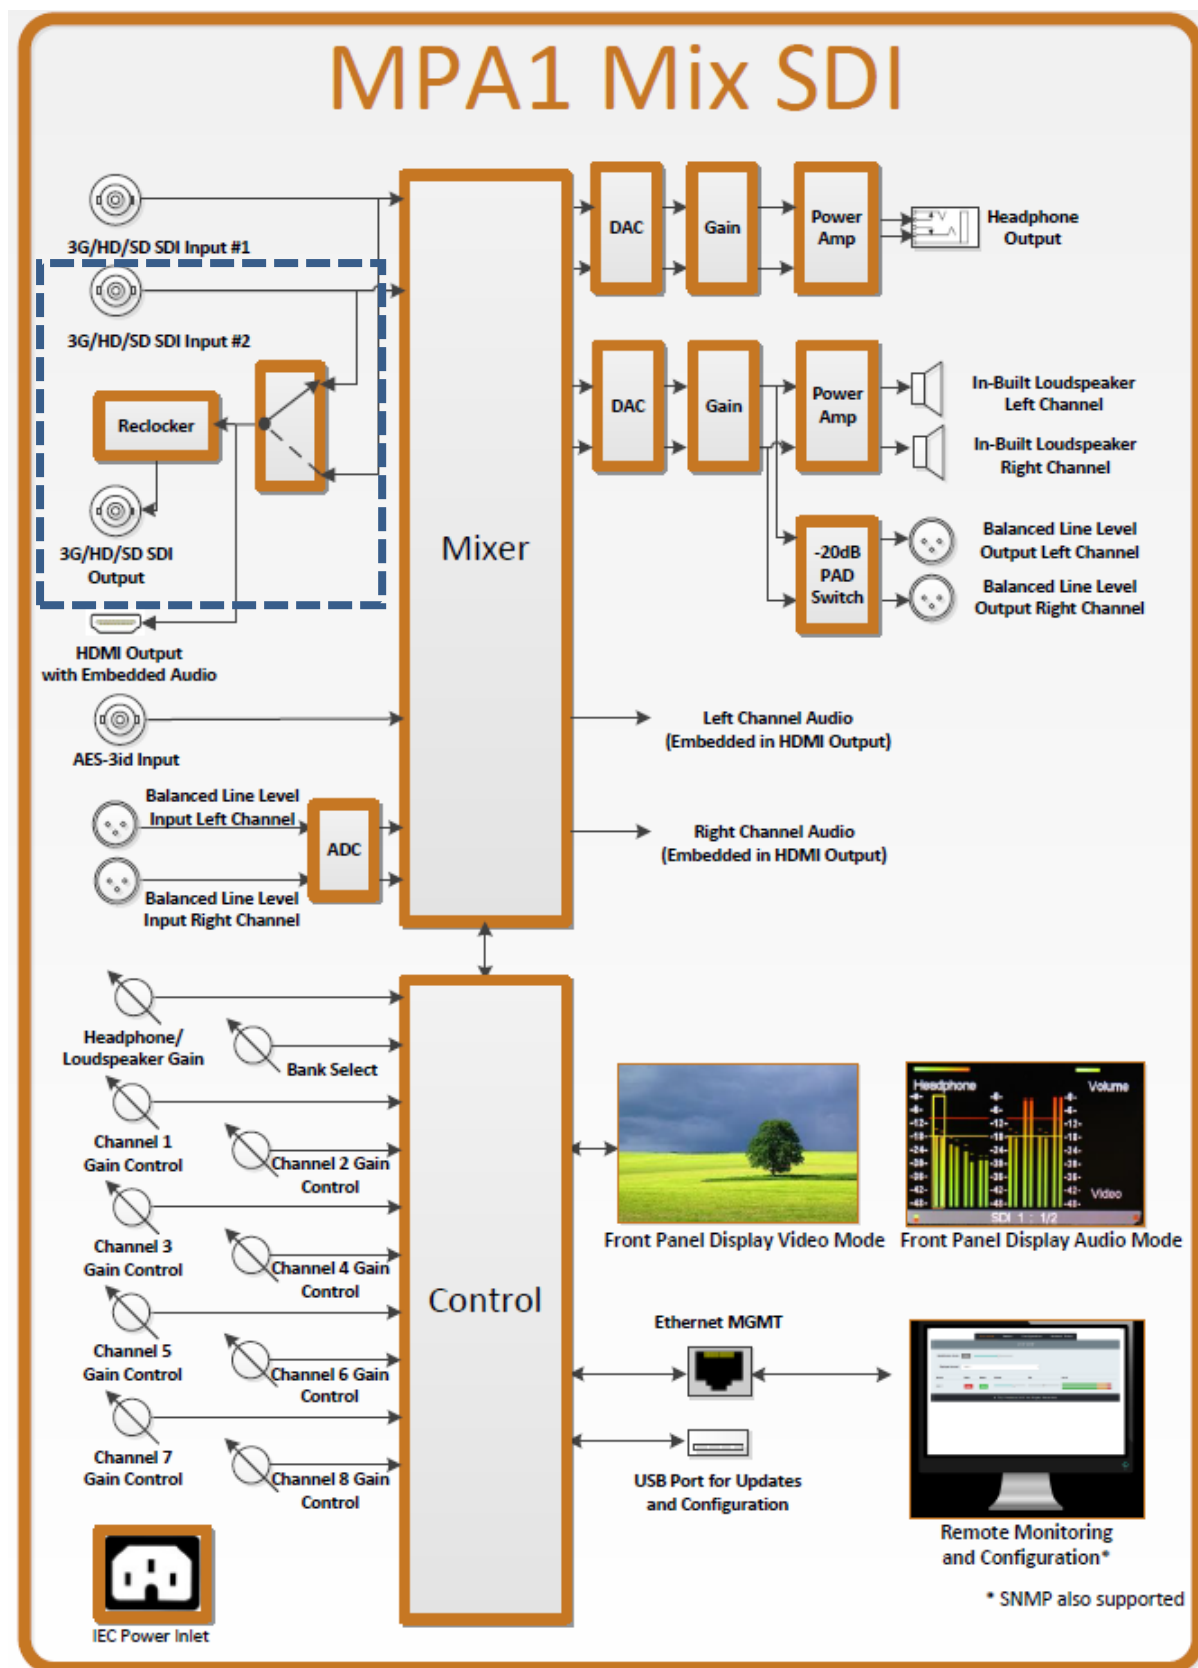 MPA1 Mix SDI
3G/HD/SD SDI Input #1
3G/HD/SD SDI Input #2
Reclocker
3G/HD/SD SDI
Output
HDMI Output
with Embedded Audio
AES-3id Input
Balanced Line Level
Input Left Channel
ADC
Balanced Line Level
Input Right Channel
Mixer
DAC
Gain
Power
Amp
Headphone
Output
DAC
Gain
Power
Amp
In-Built Loudspeaker
Left Channel
In-Built Loudspeaker
Right Channel
-20dB
PAD
Switch
Balanced Line Level
Output Left Channel
Balanced Line Level
Output Right Channel
Left Channel Audio
(Embedded in HDMI Output)
Right Channel Audio
(Embedded in HDMI Output)
Headphone/
Loudspeaker Gain
Bank Select
Channel 1
Gain Control
Channel 2 Gain
Control
Channel 3
Gain Control
Channel 4 Gain
Control
Channel 5
Gain Control
Channel 6 Gain
Control
Channel 7
Gain Control
Channel 8 Gain
Control
IEC Power Inlet
Control
Front Panel Display Video Mode
Headphone
Volume
Video
SDI 1 : 1/2
Front Panel Display Audio Mode
Ethernet MGMT
USB Port for Updates
and Configuration
Remote Monitoring
and Configuration*
* SNMP also supported